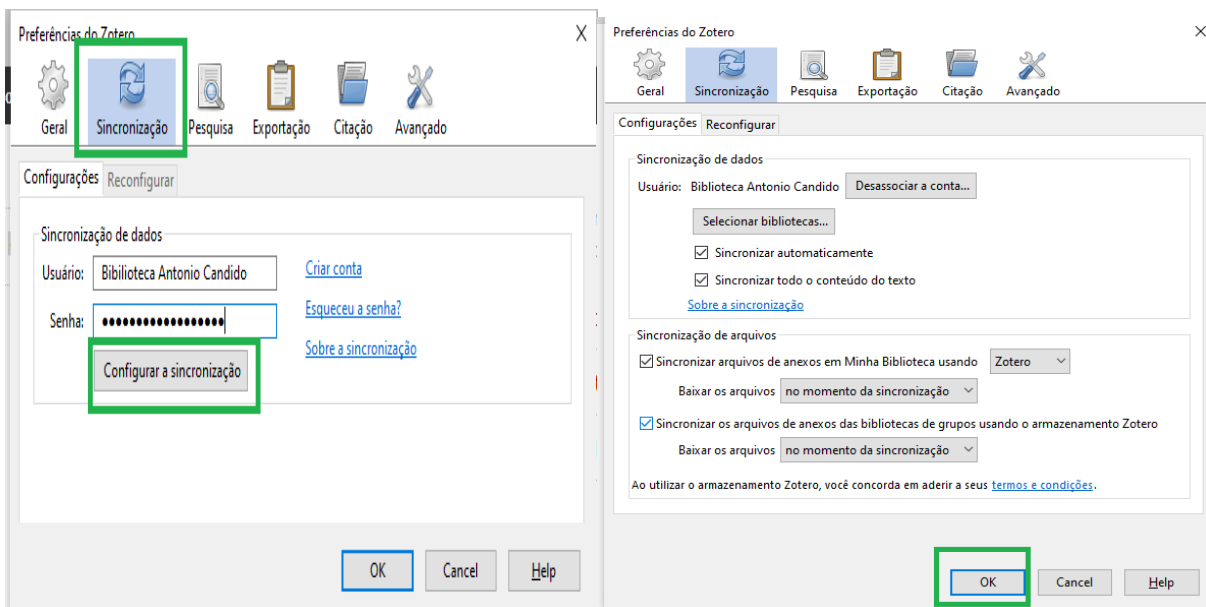 Preferências do Zotero
Geral Sincronização Pesquisa Exportação Citação Avançado
Configurações Reconfigurar
Sincronização de dados
Usuário: Bibilioteca Antonio Candido Criar conta
Esqueceu a senha?
Senha: ••••••••••••••••••
Sobre a sincronização
Configurar a sincronização
OK Cancel Help
Preferências do Zotero
Geral Sincronização Pesquisa Exportação Citação Avançado
Configurações Reconfigurar
Sincronização de dados
Usuário: Biblioteca Antonio Candido Desassociar a conta...
Selecionar bibliotecas...
Sincronizar automaticamente
Sincronizar todo o conteúdo do texto
Sobre a sincronização
Sincronização de arquivos
Sincronizar arquivos de anexos em Minha Biblioteca usando Zotero
Baixar os arquivos no momento da sincronização
Sincronizar os arquivos de anexos das bibliotecas de grupos usando o armazenamento Zotero
Baixar os arquivos no momento da sincronização
Ao utilizar o armazenamento Zotero, você concorda em aderir a seus termos e condições.
OK Cancel Help